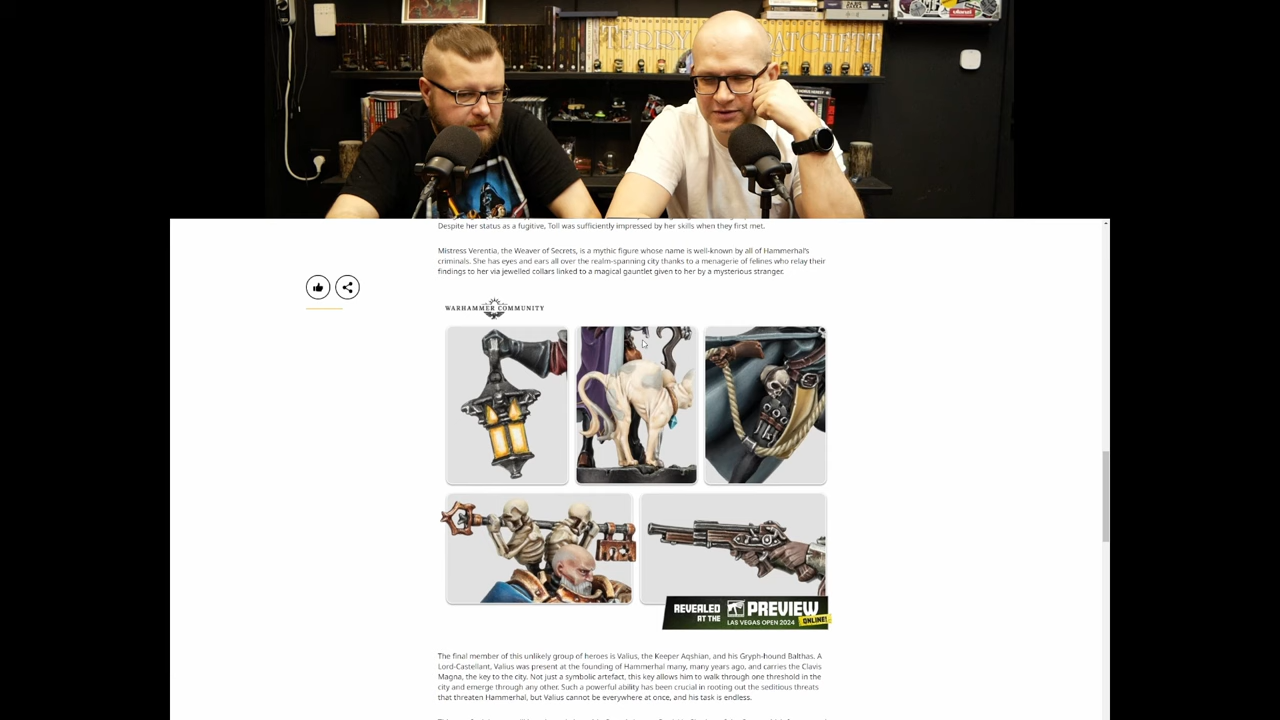 TERRY PRATCHETT
Despite her status as a fugitive, Toll was sufficiently impressed by her skills when they first met.
Mistress Verentia, the Weaver of Secrets, is a mythic figure whose name is well-known by all of Hammerhal's
criminals. She has eyes and ears all over the realm-spanning city thanks to a menagerie of felines who relay their
findings to her via jewelled collars linked to a magical gauntlet given to her by a mysterious stranger.
WARHAMMER COMMUNITY
REVEALED
AT THE
PREVIEW
LAS VEGAS OPEN 2024
ONLINE!
The final member of this unlikely group of heroes is Valius, the Keeper Aqshian, and his Gryph-hound Balthas. A
Lord-Castellant, Valius was present at the founding of Hammerhal many, many years ago, and carries the Clavis
Magna, the key to the city. Not just a symbolic artefact, this key allows him to walk through one threshold in the
city and emerge through any other. Such a powerful ability has been crucial in rooting out the seditious threats
that threaten Hammerhal, but Valius cannot be everywhere at once, and his task is endless.